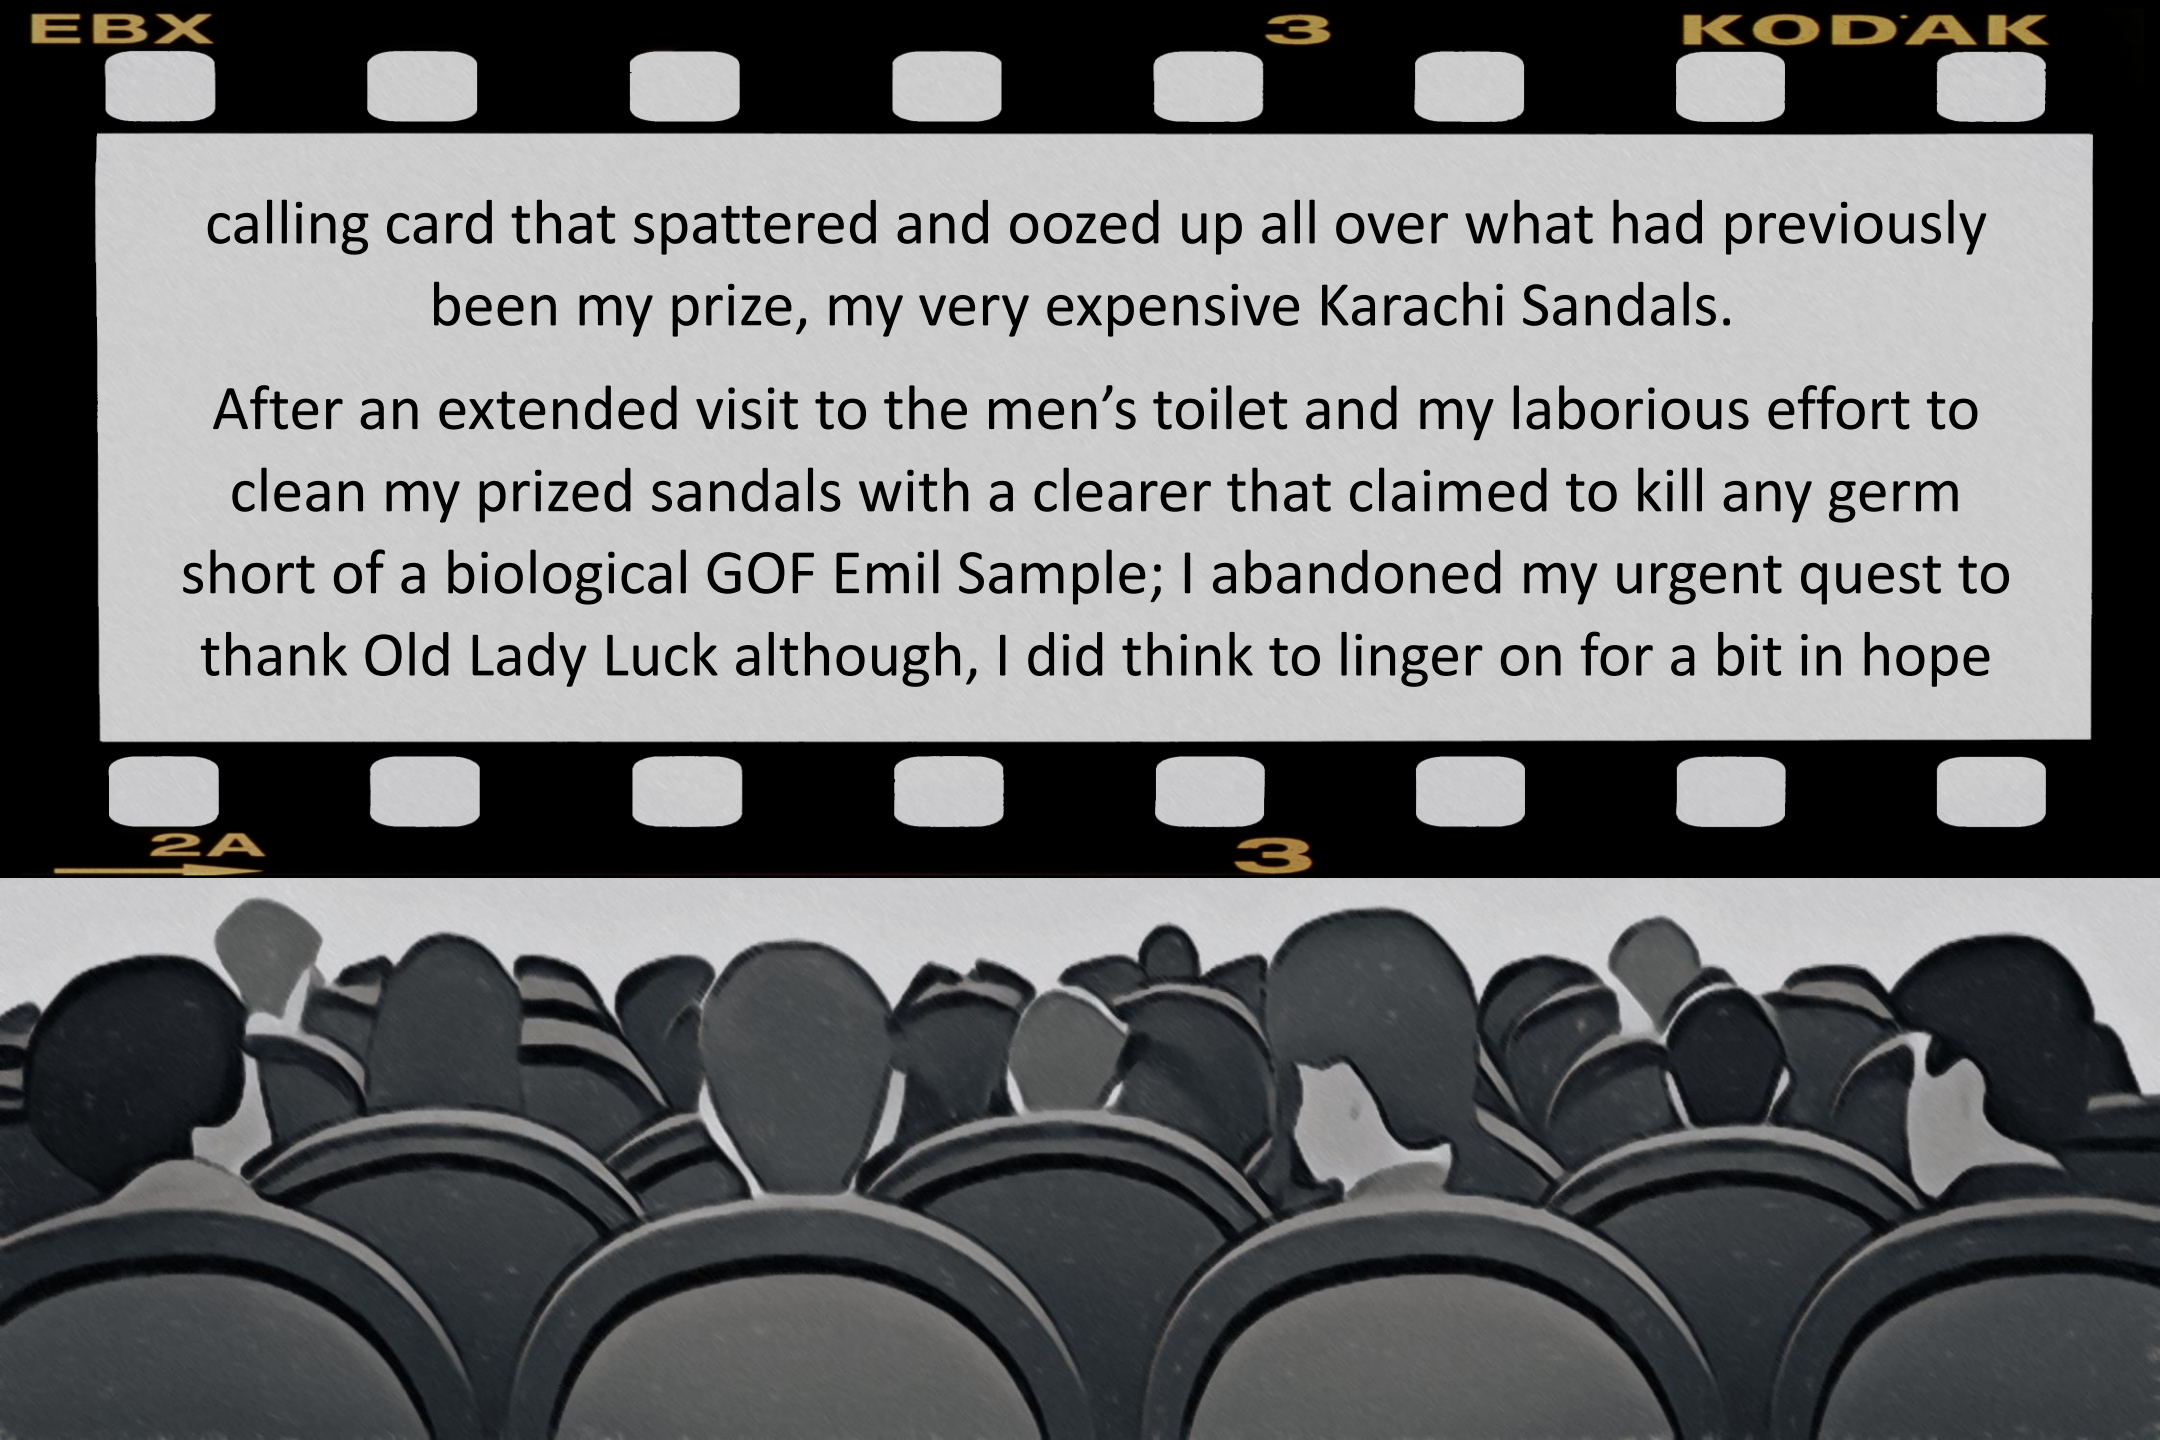 EBX 3 KODAK
calling card that spattered and oozed up all over what had previously
been my prize, my very expensive Karachi Sandals.
After an extended visit to the men’s toilet and my laborious effort to
clean my prized sandals with a clearer that claimed to kill any germ
short of a biological GOF Emil Sample; I abandoned my urgent quest to
thank Old Lady Luck although, I did think to linger on for a bit in hope
2A 3